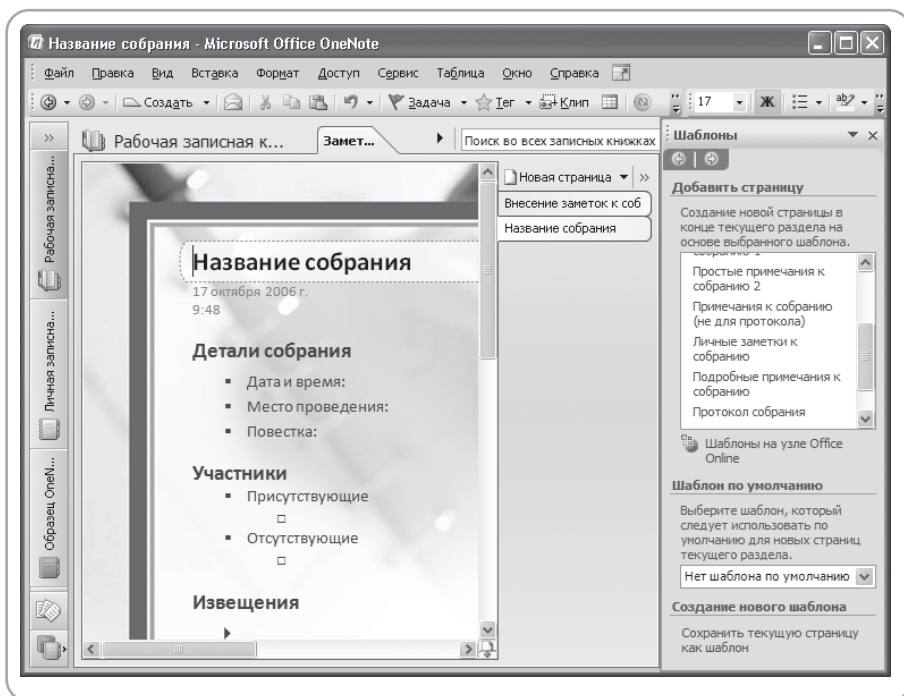 Название собрания - Microsoft Office OneNote
Файл Правка Вид Вставка Формат Доступ Сервис Таблица Окно Справка
Создать Задача Тег Клип 17 Ж ab
Рабочая записная к... Замет... Поиск во всех записных книжках
Рабочая записна...
Личная записна...
Образец OneN...
Название собрания
17 октября 2006 г.
9:48
Детали собрания
Дата и время:
Место проведения:
Повестка:
Участники
Присутствующие
Отсутствующие
Извещения
Новая страница
Внесение заметок к соб
Название собрания
Шаблоны
Добавить страницу
Создание новой страницы в
конце текущего раздела на
основе выбранного шаблона.
собранию 1
Простые примечания к
собранию 2
Примечания к собранию
(не для протокола)
Личные заметки к
собранию
Подробные примечания к
собранию
Протокол собрания
Шаблоны на узле Office
Online
Шаблон по умолчанию
Выберите шаблон, который
следует использовать по
умолчанию для новых страниц
текущего раздела.
Нет шаблона по умолчанию
Создание нового шаблона
Сохранить текущую страницу
как шаблон